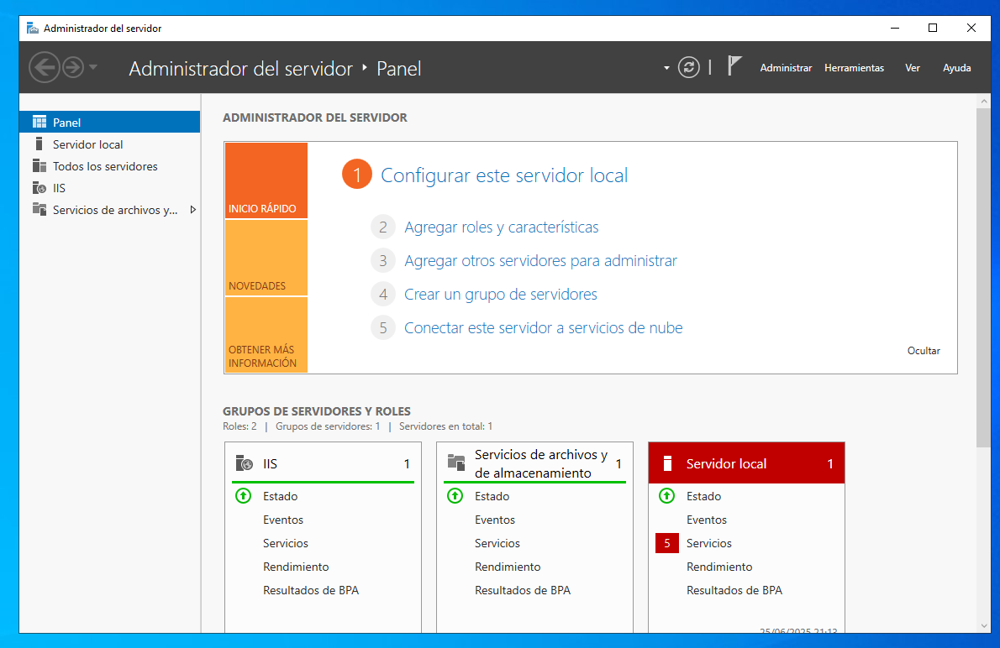 Administrador del servidor
Administrador del servidor ‣ Panel
Administrar Herramientas Ver Ayuda
Panel
Servidor local
Todos los servidores
IIS
Servicios de archivos y...
ADMINISTRADOR DEL SERVIDOR
INICIO RÁPIDO
NOVEDADES
OBTENER MÁS
INFORMACIÓN
1 Configurar este servidor local
2 Agregar roles y características
3 Agregar otros servidores para administrar
4 Crear un grupo de servidores
5 Conectar este servidor a servicios de nube
Ocultar
GRUPOS DE SERVIDORES Y ROLES
Roles: 2 | Grupos de servidores: 1 | Servidores en total: 1
IIS 1
Estado
Eventos
Servicios
Rendimiento
Resultados de BPA
Servicios de archivos y
de almacenamiento 1
Estado
Eventos
Servicios
Rendimiento
Resultados de BPA
Servidor local 1
Estado
Eventos
5 Servicios
Rendimiento
Resultados de BPA
25/06/2025 21:13